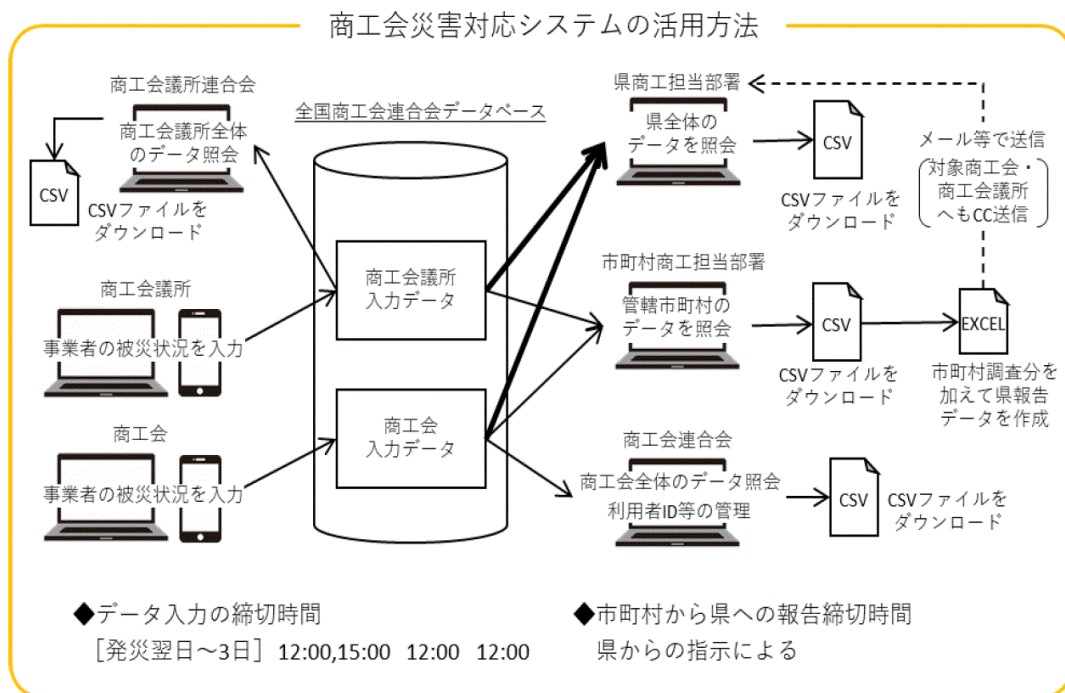 商工会災害対応システムの活用方法
商工会議所連合会
商工会議所全体
のデータ照会
CSV
CSVファイルを
ダウンロード
商工会議所
事業者の被災状況を入力
商工会
事業者の被災状況を入力
全国商工会連合会データベース
商工会議所
入力データ
商工会
入力データ
県商工担当部署
県全体の
データを照会
CSV
CSVファイルを
ダウンロード
メール等で送信
対象商工会・
商工会議所
へもCC送信
市町村商工担当部署
管轄市町村の
データを照会
CSV
CSVファイルを
ダウンロード
EXCEL
市町村調査分を
加えて県報告
データを作成
商工会連合会
商工会全体のデータ照会
利用者ID等の管理
CSV
CSVファイルを
ダウンロード
◆データ入力の締切時間
［発災翌日～3日］ 12:00,15:00 12:00 12:00
◆市町村から県への報告締切時間
県からの指示による